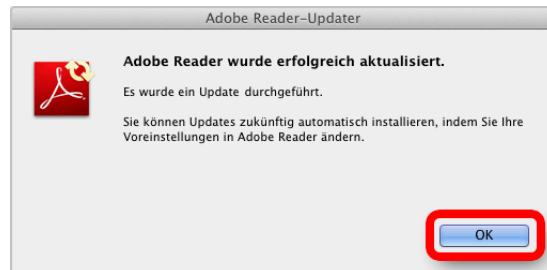 Adobe Reader-Updater
Adobe Reader wurde erfolgreich aktualisiert.
Es wurde ein Update durchgeführt.
Sie können Updates zukünftig automatisch installieren, indem Sie Ihre
Voreinstellungen in Adobe Reader ändern.
OK